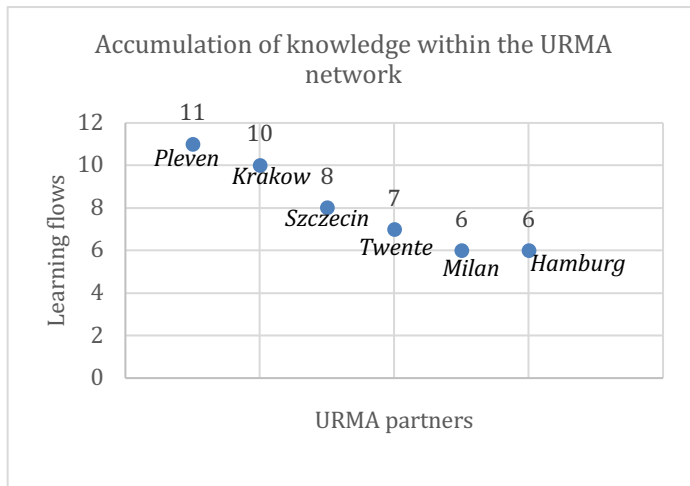 Accumulation of knowledge within the URMA
network
Learning flows
12
10
8
6
4
2
0
11
10
8
7
6
6
Pleven
Krakow
Szczecin
Twente
Milan
Hamburg
URMA partners